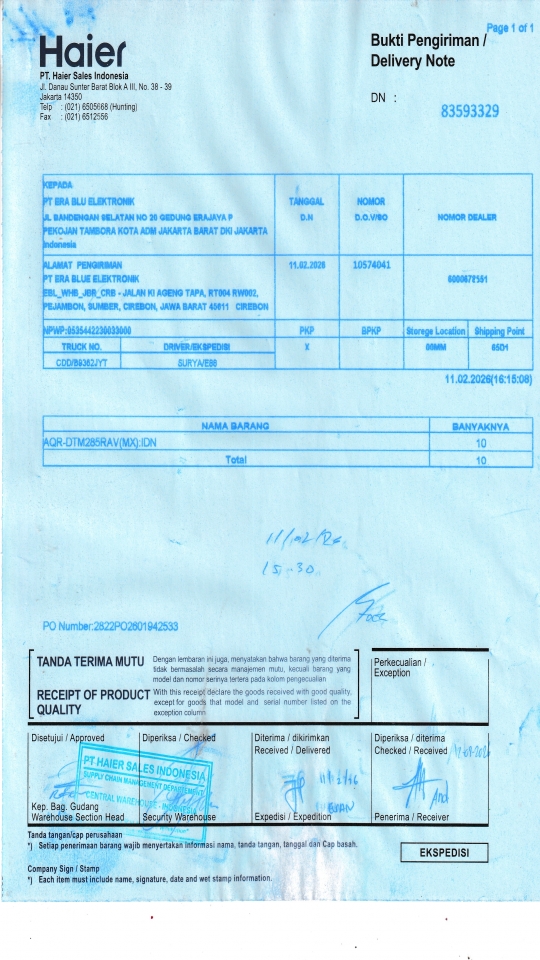 Page 1 of 1
Haier
Bukti Pengiriman /
Delivery Note
PT. Haier Sales Indonesia
Jl. Danau Sunter Barat Blok A III, No. 38 - 39
Jakarta 14350
Telp : (021) 6505668 (Hunting)
Fax : (021) 6512556
DN :
83593329
KEPADA
PT ERA BLU ELEKTRONIK
JL BANDENGAN SELATAN NO 20 GEDUNG ERAJAYA P
PEKOJAN TAMBORA KOTA ADM JAKARTA BARAT DKI JAKARTA
Indonesia
TANGGAL
D.N
NOMOR
D.O.V/SO
NOMOR DEALER
ALAMAT PENGIRIMAN
PT ERA BLUE ELEKTRONIK
EBL_WHB_JBR_CRB - JALAN KI AGENG TAPA, RT004 RW002,
PEJAMBON, SUMBER, CIREBON, JAWA BARAT 45611 CIREBON
11.02.2026
10574041
NPWP:0535442230033000
PKP
BPKP
Storege Location
Shipping Point
TRUCK NO.
DRIVER/EKSPEDISI
X
00MM
65D1
CDD/B9362JYT
SURYA/E86
11.02.2026(16:15:08)
NAMA BARANG
BANYAKNYA
AQR-DTM285RAV(MX):IDN
10
Total
10
11/02/26
15.30
PO Number:2822PO2601942533
TANDA TERIMA MUTU
Dengan lembaran ini juga, menyatakan bahwa barang yang diterima
tidak bermasalah secara manajemen mutu, kecuali barang yang
model dan nomor serinya tertera pada kolom pengecualian
RECEIPT OF PRODUCT
QUALITY
With this receipt declare the goods received with good quality,
except for goods that model and serial number listed on the
exception column
Perkecualian /
Exception
Disetujui / Approved
Diperiksa / Checked
Diterima / dikirimkan
Received / Delivered
Diperiksa / diterima
Checked / Received
PT HAIER SALES INDONESIA
SUPPLY CHAIN MANAGEMENT DEPARTEMENT
CENTRAL WAREHOUSE - INDONESIA
And
Kep. Bag. Gudang
Warehouse Section Head
Security Warehouse
Expedisi / Expedition
Penerima / Receiver
Tanda tangan/cap perusahaan
*) Setiap penerimaan barang wajib menyertakan informasi nama, tanda tangan, tanggal dan Cap basah.
EKSPEDISI
Company Sign / Stamp
*) Each item must include name, signature, date and wet stamp information.